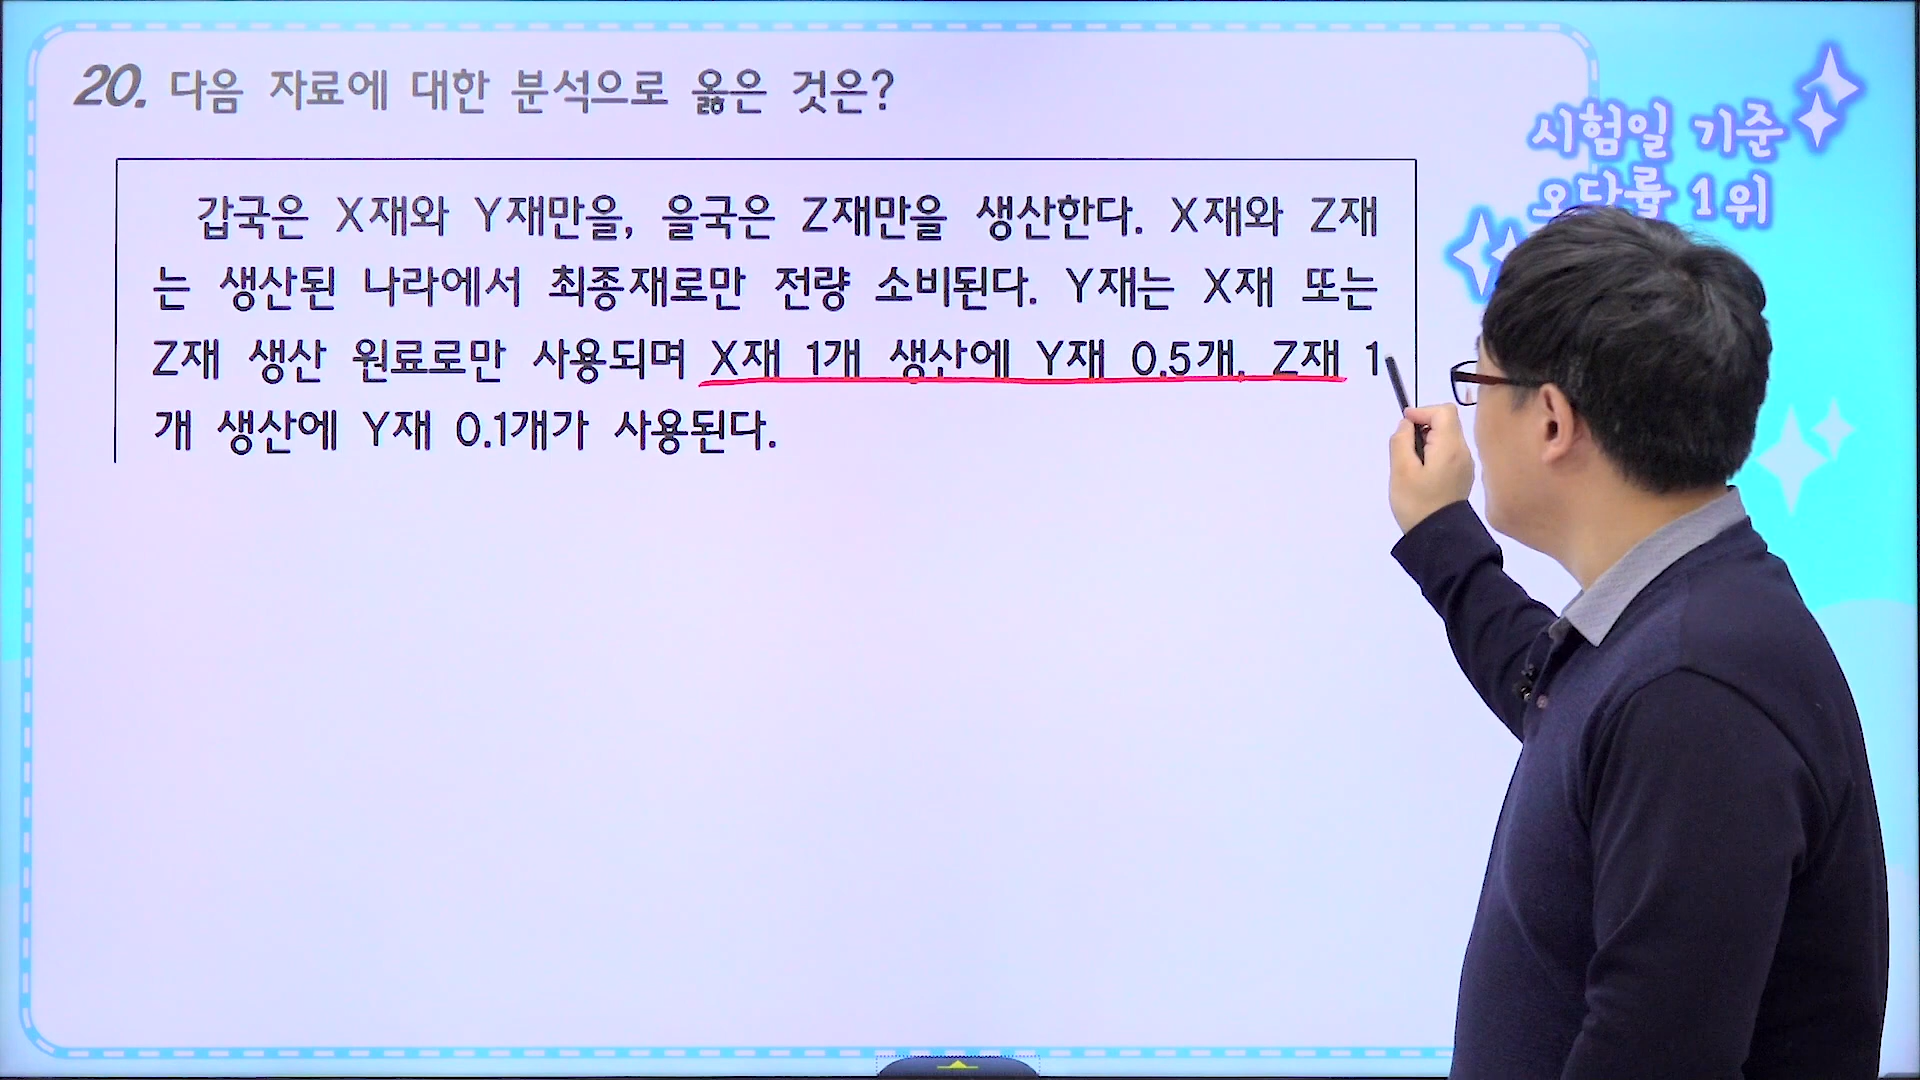 20. 다음 자료에 대한 분석으로 옳은 것은?
시험일 기준
오답률 1위
갑국은 X재와 Y재만을, 을국은 Z재만을 생산한다. X재와 Z재
는 생산된 나라에서 최종재로만 전량 소비된다. Y재는 X재 또는
Z재 생산 원료로만 사용되며 X재 1개 생산에 Y재 0.5개, Z재 1
개 생산에 Y재 0.1개가 사용된다.